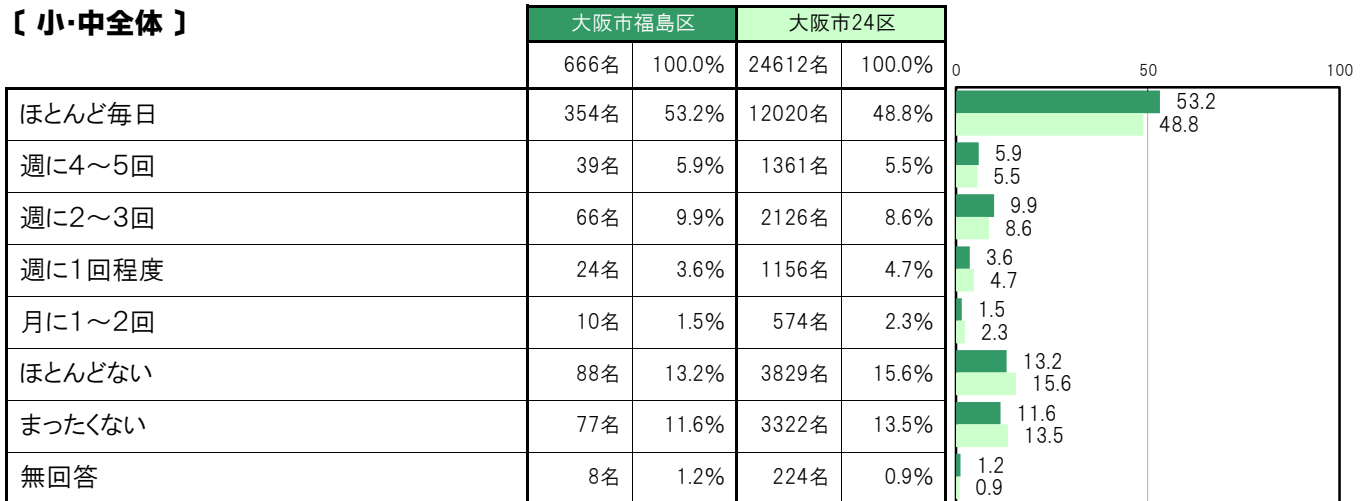 〔 小・中全体 〕
大阪市福島区 大阪市24区
666名 100.0% 24612名 100.0% 0 50 100
ほとんど毎日 354名 53.2% 12020名 48.8% 53.2
48.8
週に4～5回 39名 5.9% 1361名 5.5% 5.9
5.5
週に2～3回 66名 9.9% 2126名 8.6% 9.9
8.6
週に1回程度 24名 3.6% 1156名 4.7% 3.6
4.7
月に1～2回 10名 1.5% 574名 2.3% 1.5
2.3
ほとんどない 88名 13.2% 3829名 15.6% 13.2
15.6
まったくない 77名 11.6% 3322名 13.5% 11.6
13.5
無回答 8名 1.2% 224名 0.9% 1.2
0.9